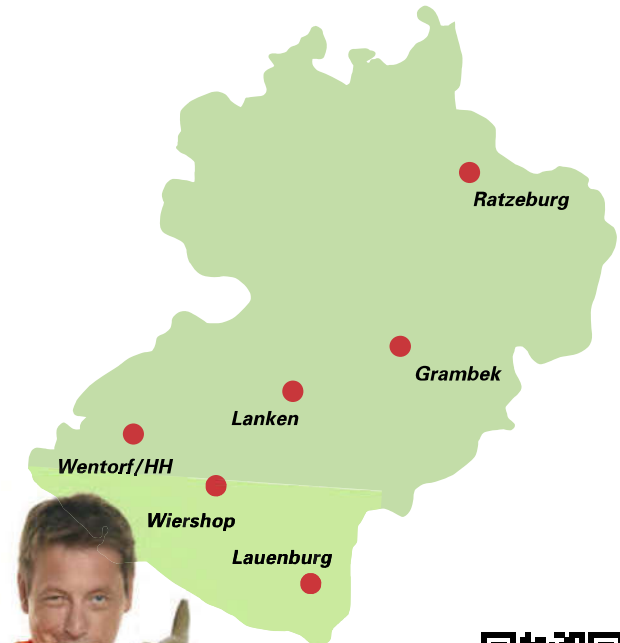 Ratzeburg
Grambek
Lanken
Wentorf/HH
Wiershop
Lauenburg